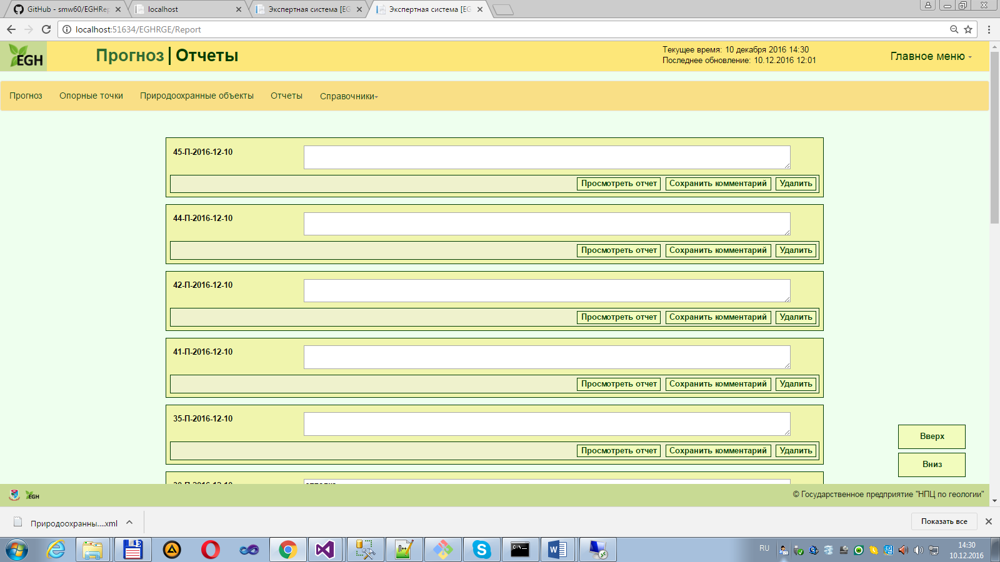 GitHub - smw60/EGHRep
localhost
Экспертная система [EG
Экспертная система [EG
localhost:51634/EGHRGE/Report
EGH
Прогноз | Отчеты
Текущее время: 10 декабря 2016 14:30
Последнее обновление: 10.12.2016 12:01
Главное меню
Прогноз
Опорные точки
Природоохранные объекты
Отчеты
Справочники
45-П-2016-12-10
Просмотреть отчет
Сохранить комментарий
Удалить
44-П-2016-12-10
Просмотреть отчет
Сохранить комментарий
Удалить
42-П-2016-12-10
Просмотреть отчет
Сохранить комментарий
Удалить
41-П-2016-12-10
Просмотреть отчет
Сохранить комментарий
Удалить
35-П-2016-12-10
Просмотреть отчет
Сохранить комментарий
Удалить
Вверх
Вниз
EGH
© Государственное предприятие "НПЦ по геологии"
Природоохранны....xml
Показать все
RU
14:30
10.12.2016